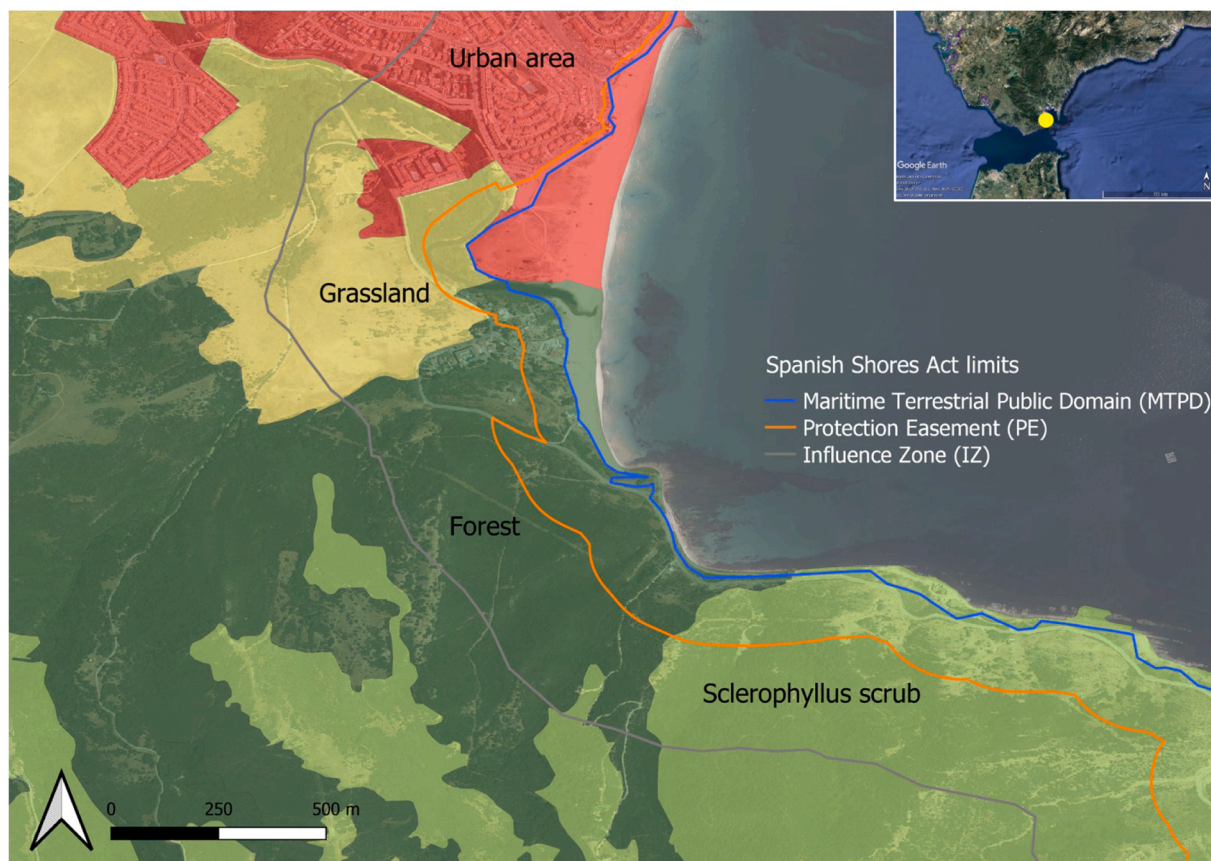 Urban area
Google Earth
N
Grassland
Spanish Shores Act limits
Maritime Terrestrial Public Domain (MTPD)
Protection Easement (PE)
Influence Zone (IZ)
Forest
Sclerophyllus scrub
0 250 500 m